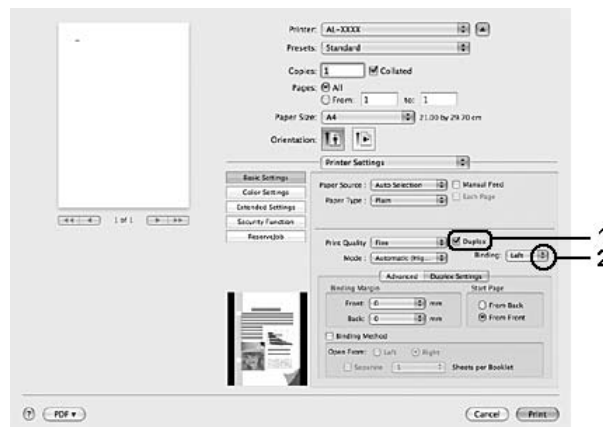 Printer: AL-XXXX
Presets: Standard
Copies: 1 Collated
Pages: All
From: 1 to: 1
Paper Size: A4 21.00 by 29.70 cm
Orientation:
Printer Settings
Basic Settings
Color Settings
Extended Settings
Security Function
ReserveJob
1 of 1
Paper Source : Auto Selection Manual Feed
Paper Type : Plain Each Page
Print Quality : Fine Duplex 1
Mode : Automatic (Hig... Binding: Left 2
Advanced Duplex Settings
Binding Margin Start Page
Front: 0 mm From Back
Back: 0 mm From Front
Binding Method
Open From: Left Right
Separate 1 Sheets per Booklet
? PDF Cancel Print